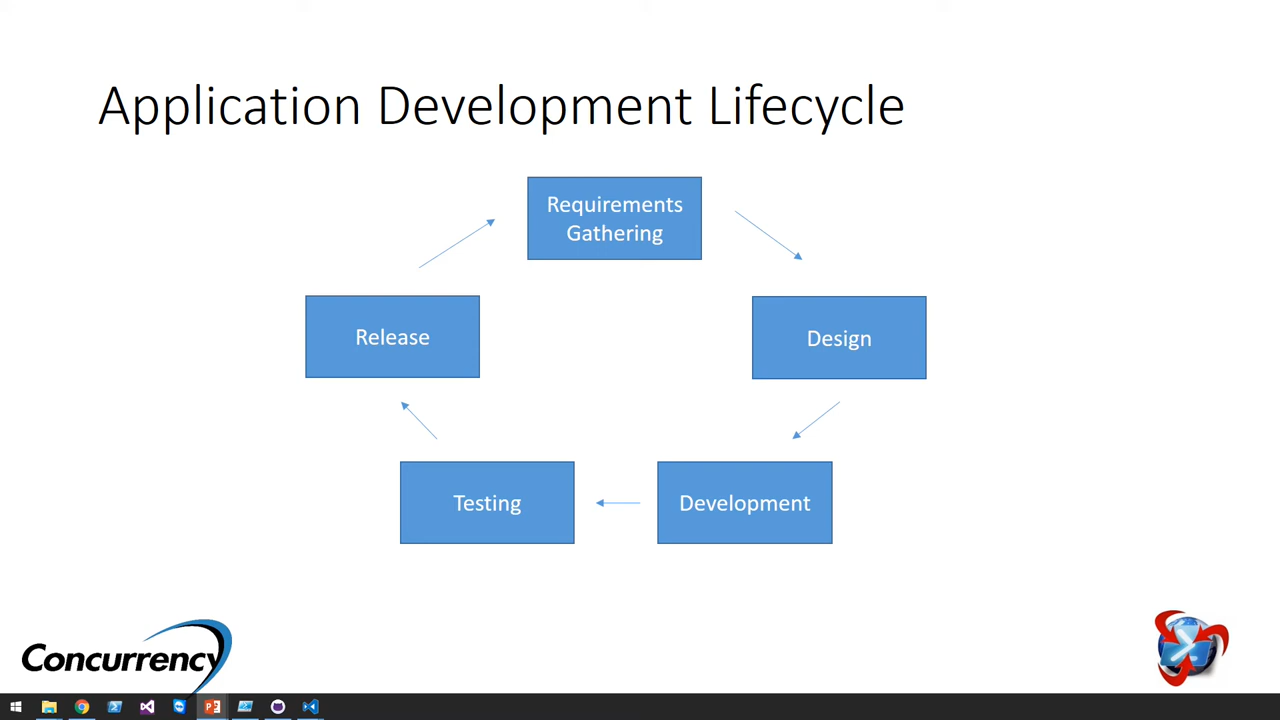 Application Development Lifecycle
Requirements
Gathering
Release
Design
Testing
Development
Concurrency